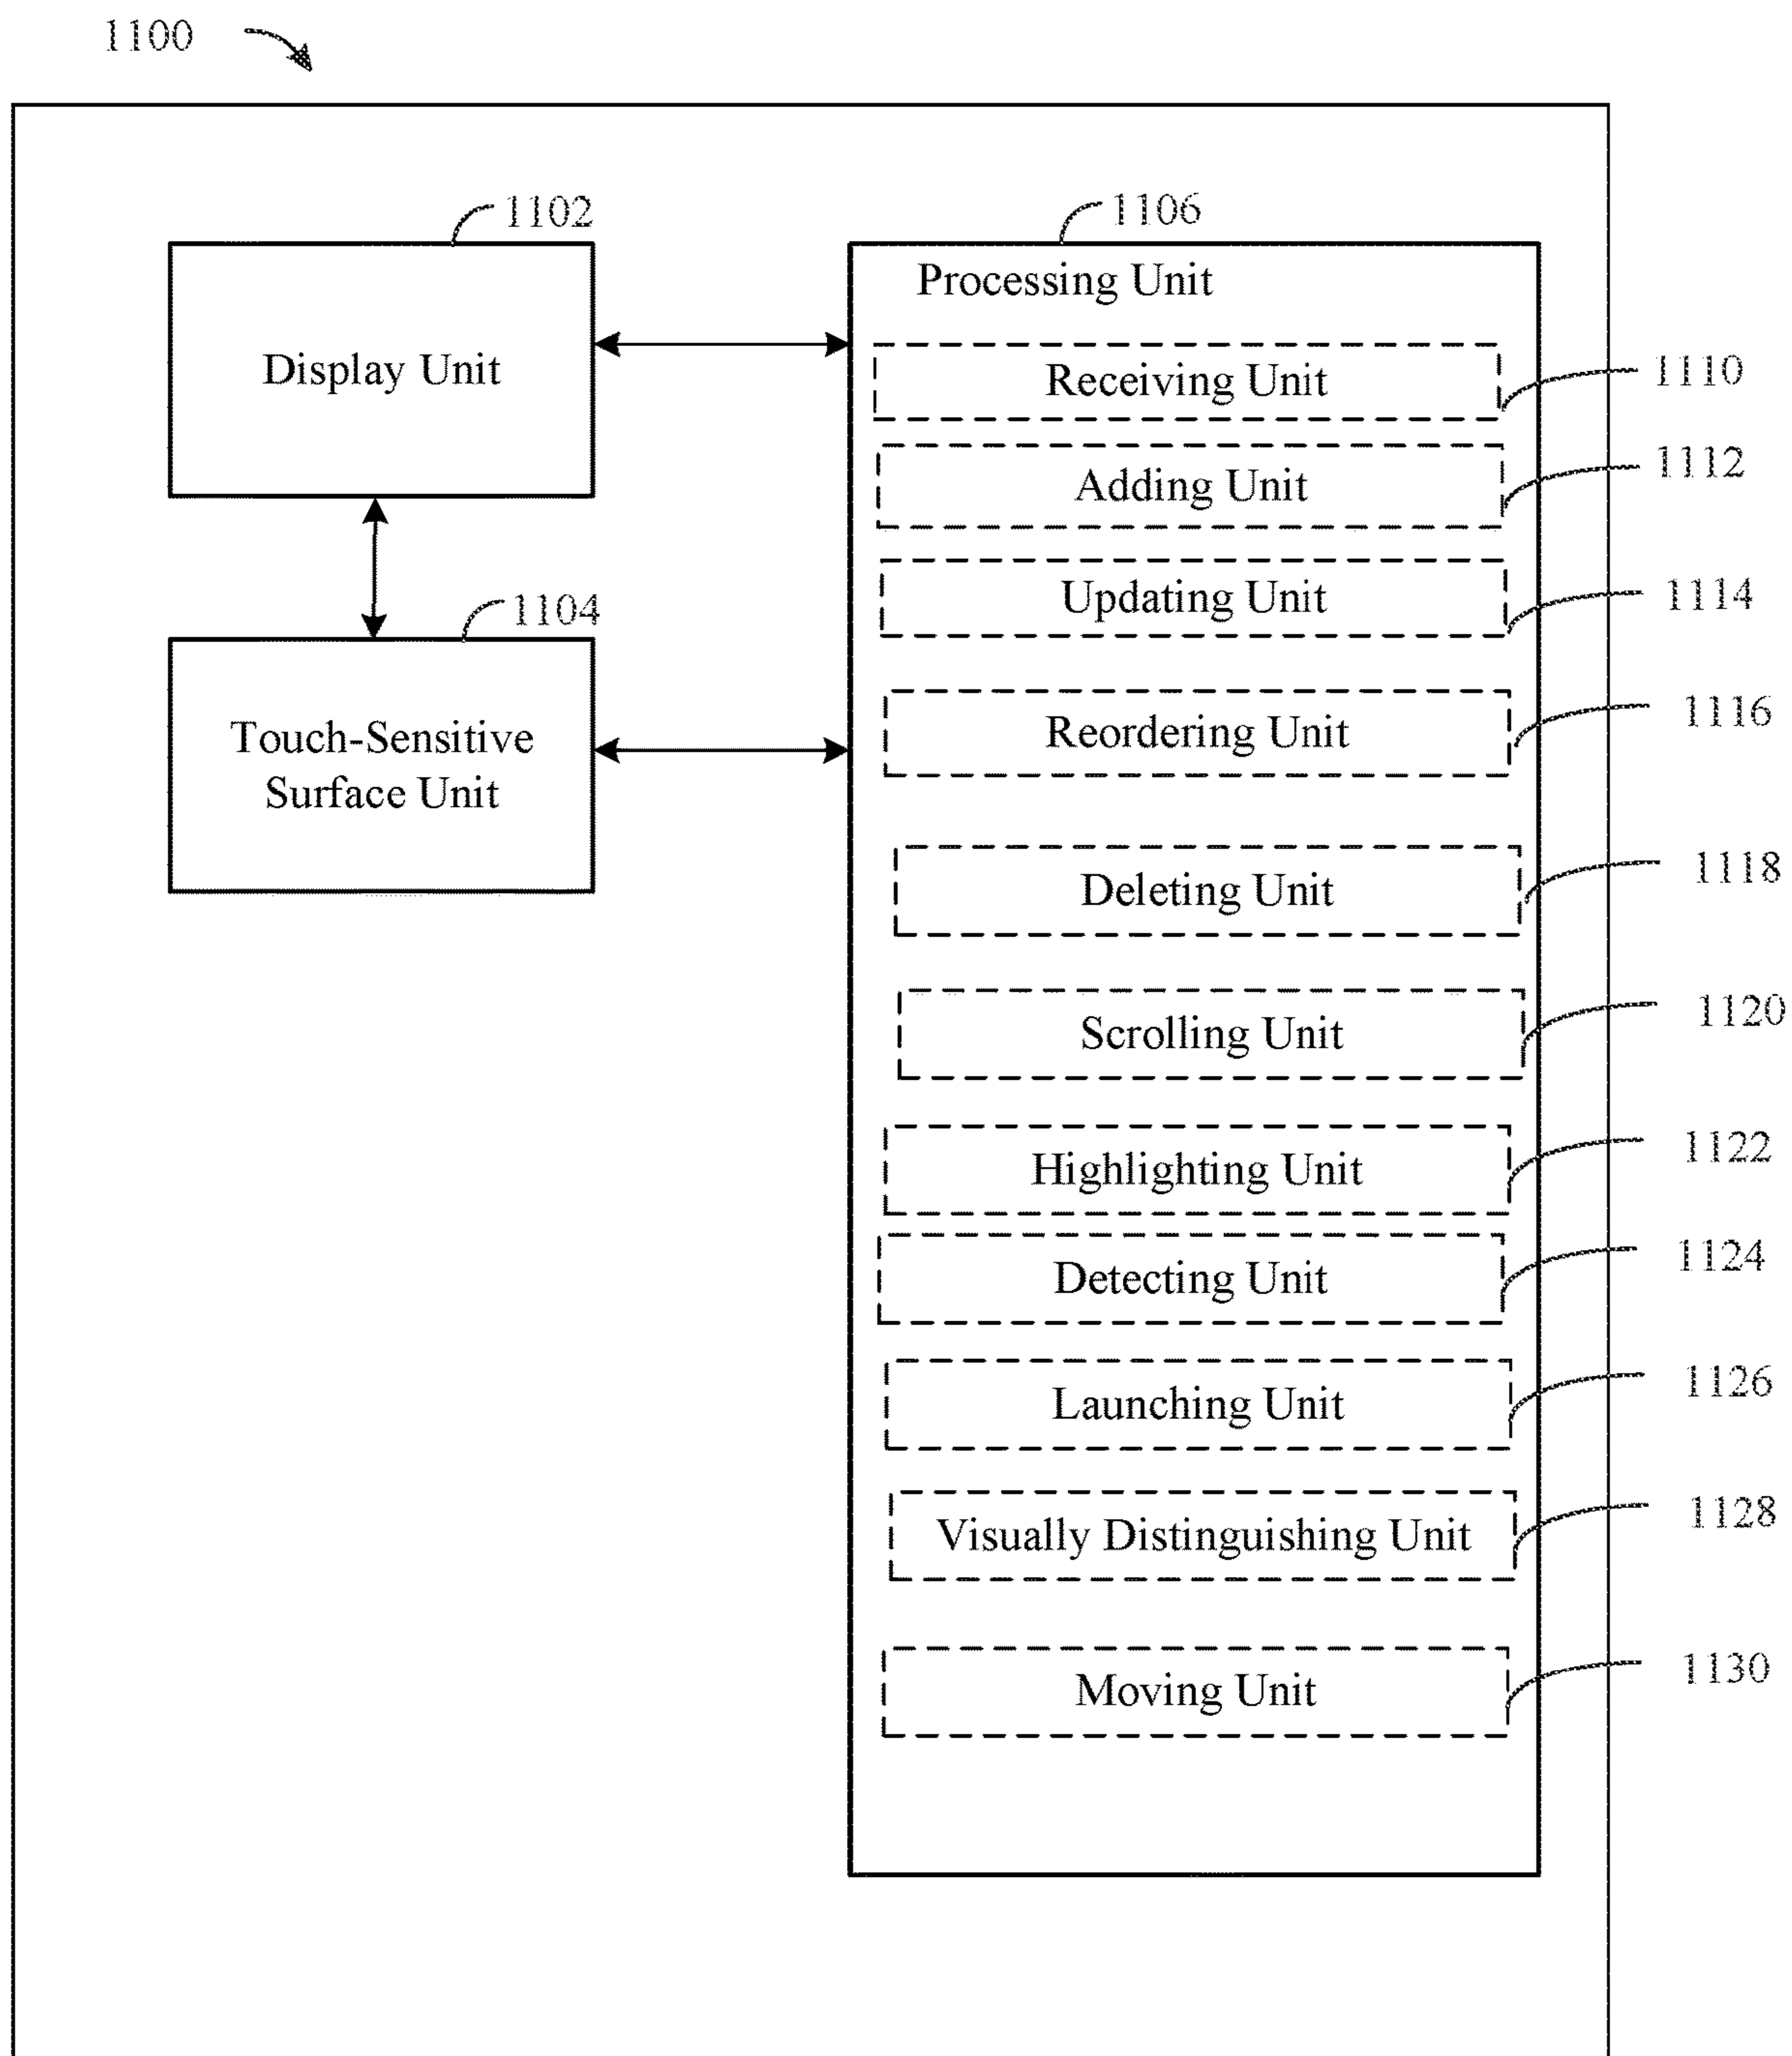 1100
1102
Display Unit
1104
Touch-Sensitive
Surface Unit
1106
Processing Unit
Receiving Unit
1110
Adding Unit
1112
Updating Unit
1114
Reordering Unit
1116
Deleting Unit
1118
Scrolling Unit
1120
Highlighting Unit
1122
Detecting Unit
1124
Launching Unit
1126
Visually Distinguishing Unit
1128
Moving Unit
1130